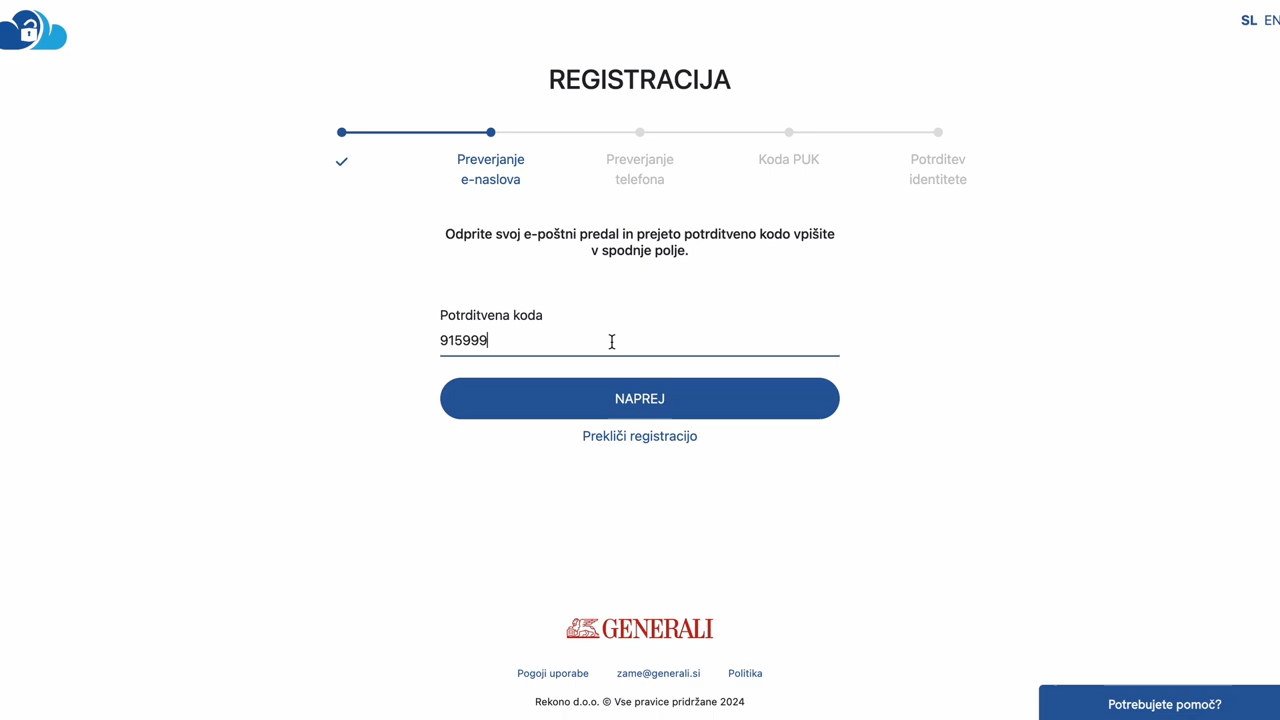 SL EN
REGISTRACIJA
Preverjanje
e-naslova
Preverjanje
telefona
Koda PUK
Potrditev
identitete
Odprite svoj e-poštni predal in prejeto potrditveno kodo vpišite
v spodnje polje.
Potrditvena koda
915999
NAPREJ
Prekliči registracijo
GENERALI
Pogoji uporabe zame@generali.si Politika
Rekono d.o.o. © Vse pravice pridržane 2024
Potrebujete pomoč?